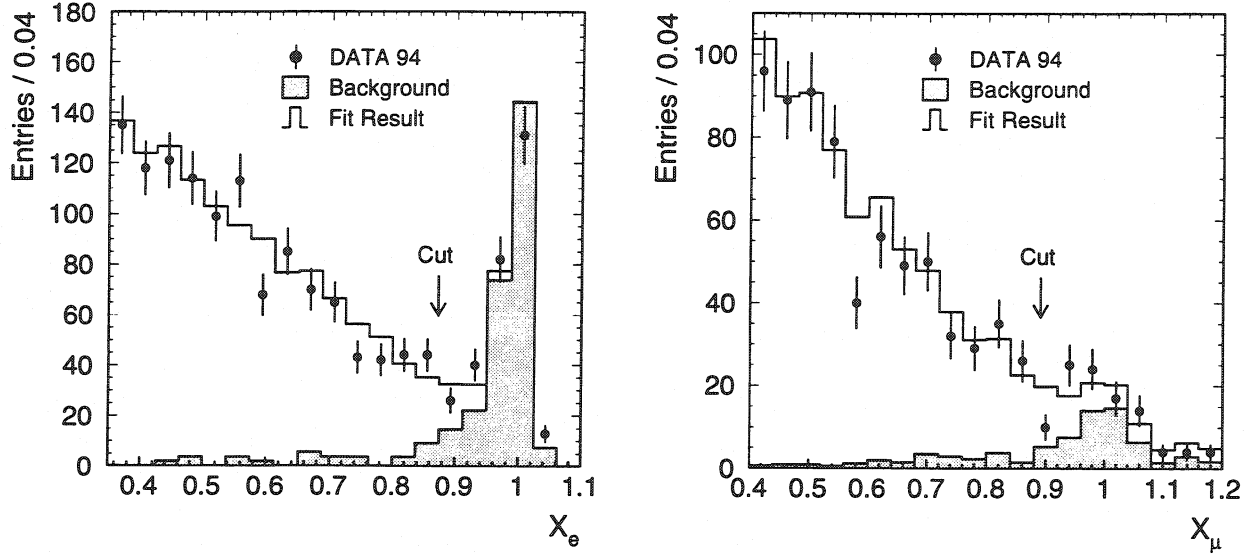 Entries / 0.04
180
160
140
120
100
80
60
40
20
0
DATA 94
Background
Fit Result
Cut
0.4 0.5 0.6 0.7 0.8 0.9 1 1.1
Xe
Entries / 0.04
100
80
60
40
20
0
DATA 94
Background
Fit Result
Cut
0.4 0.5 0.6 0.7 0.8 0.9 1 1.1 1.2
Xμ